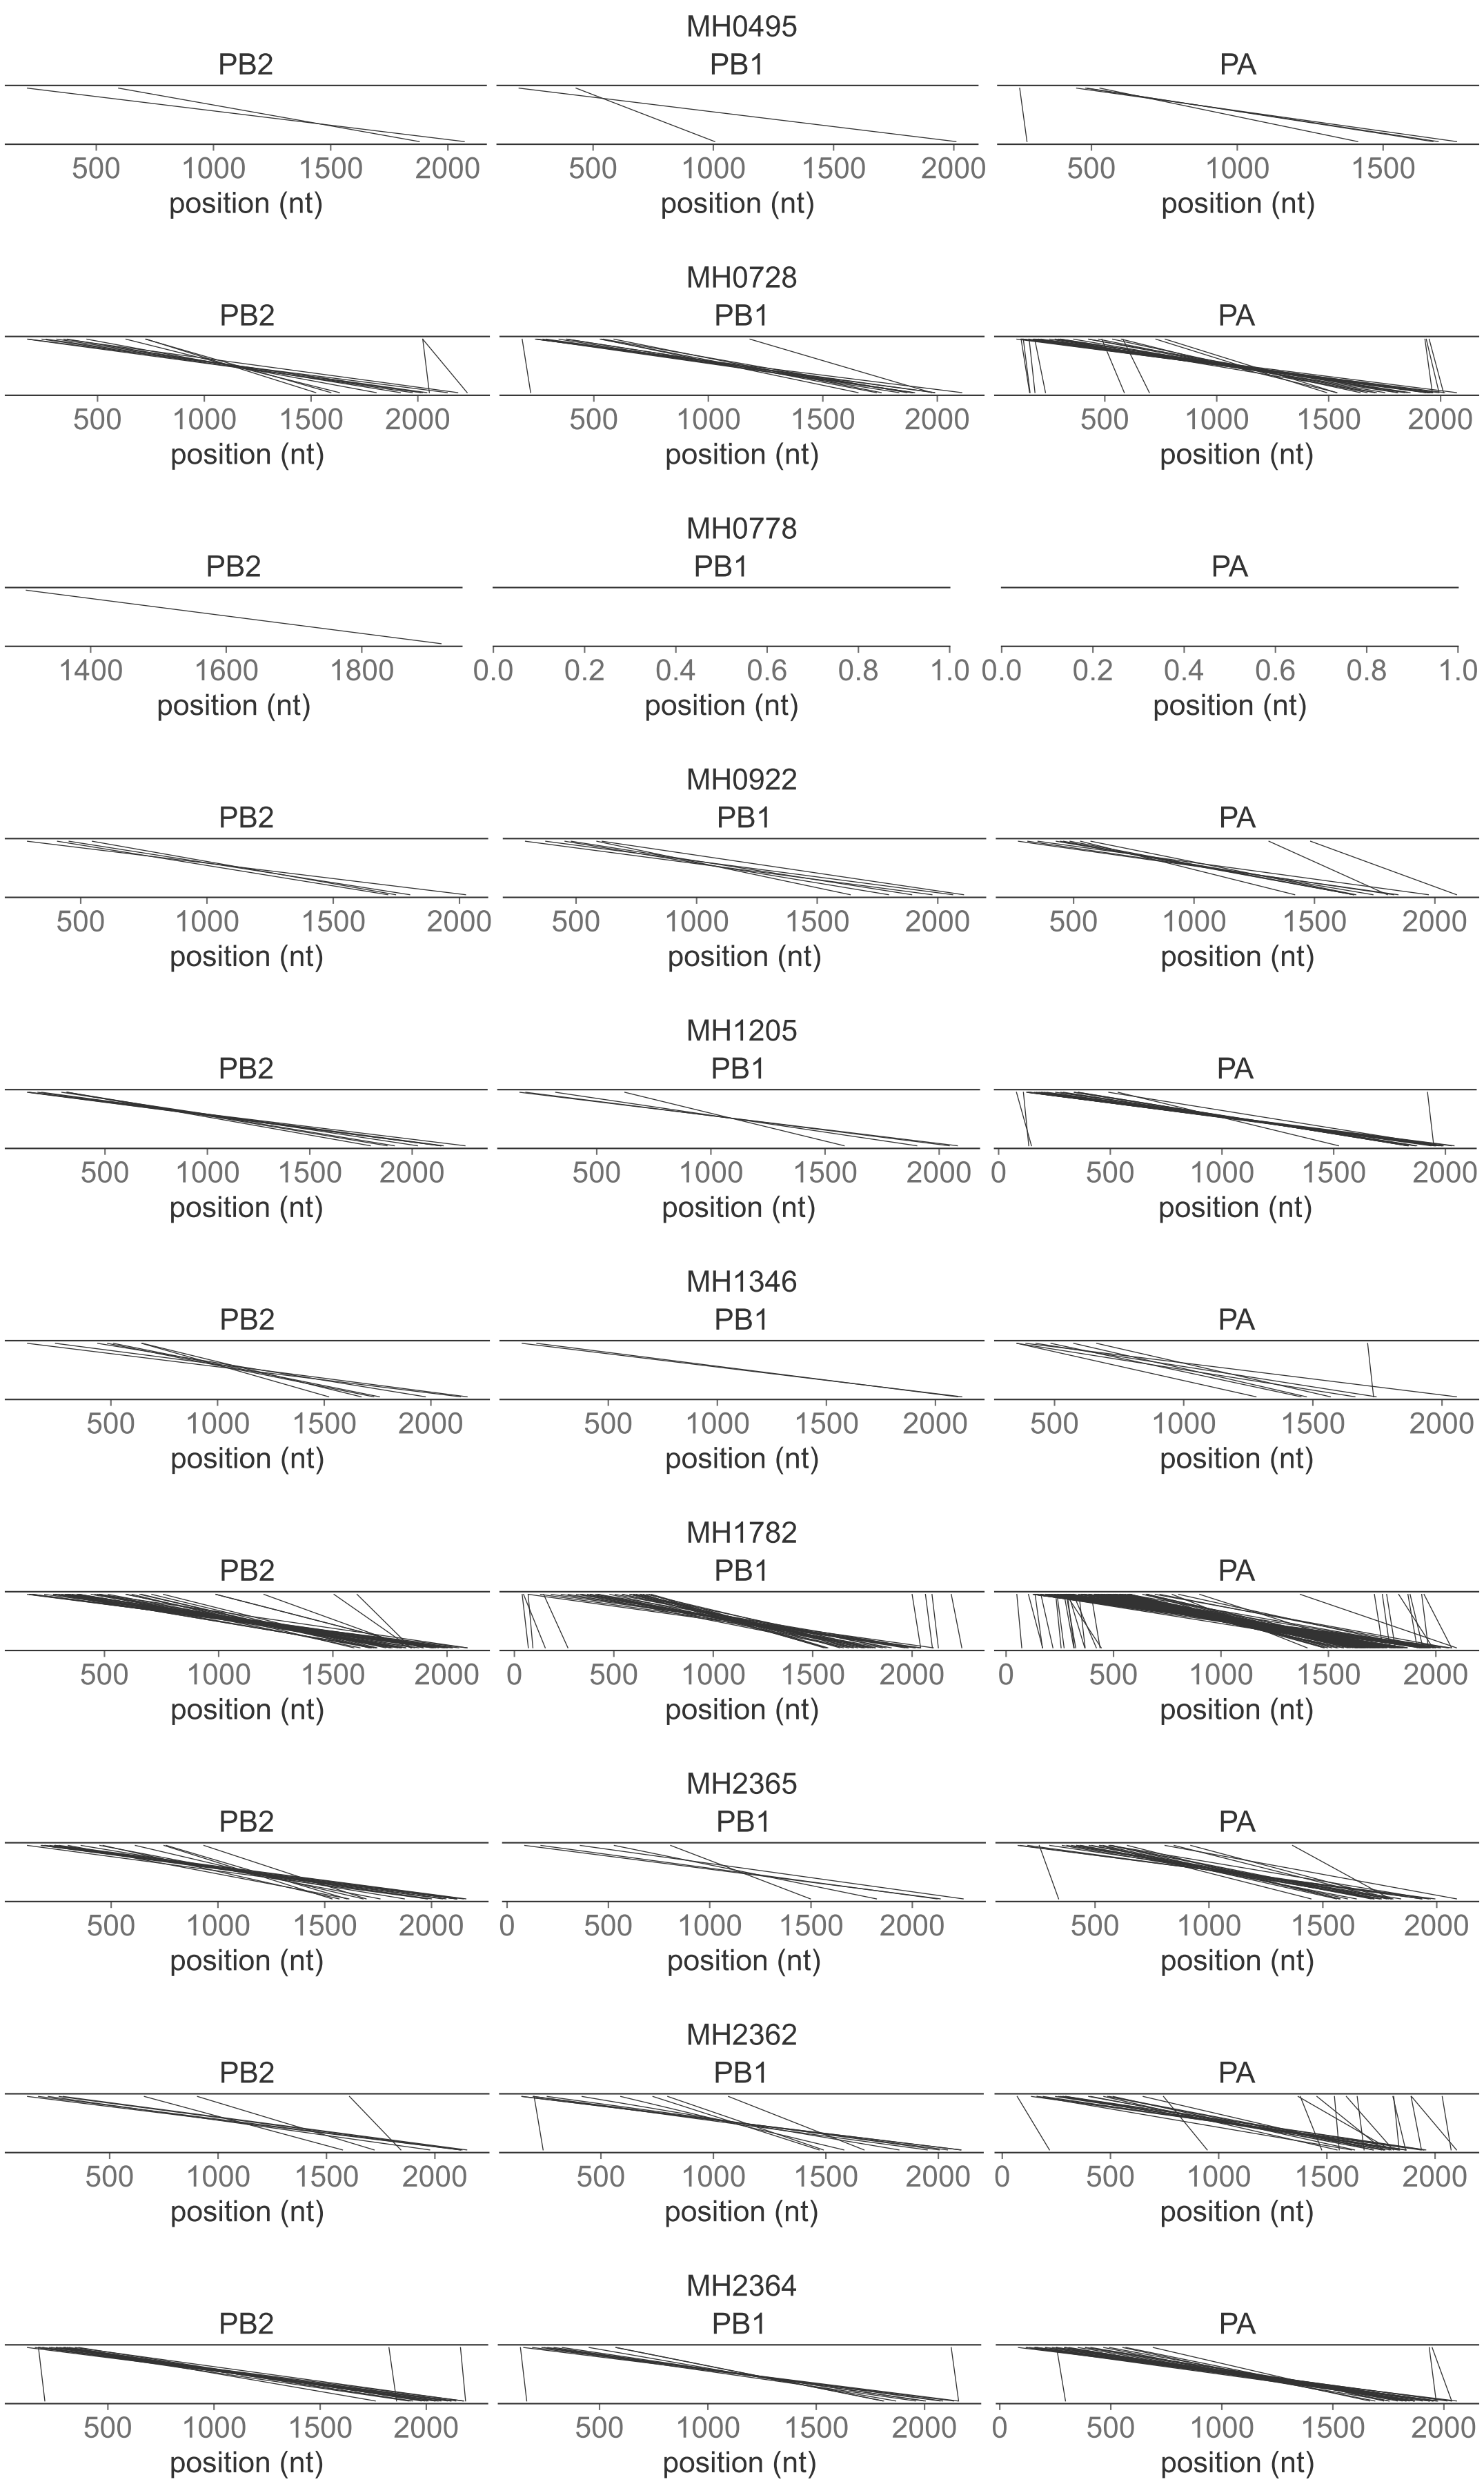 MH0495
PB2 PB1 PA
500 1000 1500 2000 500 1000 1500 2000 500 1000 1500
position (nt) position (nt) position (nt)
MH0728
PB2 PB1 PA
500 1000 1500 2000 500 1000 1500 2000 500 1000 1500 2000
position (nt) position (nt) position (nt)
MH0778
PB2 PB1 PA
1400 1600 1800 0.0 0.2 0.4 0.6 0.8 1.0 0.0 0.2 0.4 0.6 0.8 1.0
position (nt) position (nt) position (nt)
MH0922
PB2 PB1 PA
500 1000 1500 2000 500 1000 1500 2000 500 1000 1500 2000
position (nt) position (nt) position (nt)
MH1205
PB2 PB1 PA
500 1000 1500 2000 500 1000 1500 2000 0 500 1000 1500 2000
position (nt) position (nt) position (nt)
MH1346
PB2 PB1 PA
500 1000 1500 2000 500 1000 1500 2000 500 1000 1500 2000
position (nt) position (nt) position (nt)
MH1782
PB2 PB1 PA
500 1000 1500 2000 0 500 1000 1500 2000 0 500 1000 1500 2000
position (nt) position (nt) position (nt)
MH2365
PB2 PB1 PA
500 1000 1500 2000 0 500 1000 1500 2000 500 1000 1500 2000
position (nt) position (nt) position (nt)
MH2362
PB2 PB1 PA
500 1000 1500 2000 500 1000 1500 2000 0 500 1000 1500 2000
position (nt) position (nt) position (nt)
MH2364
PB2 PB1 PA
500 1000 1500 2000 500 1000 1500 2000 0 500 1000 1500 2000
position (nt) position (nt) position (nt)